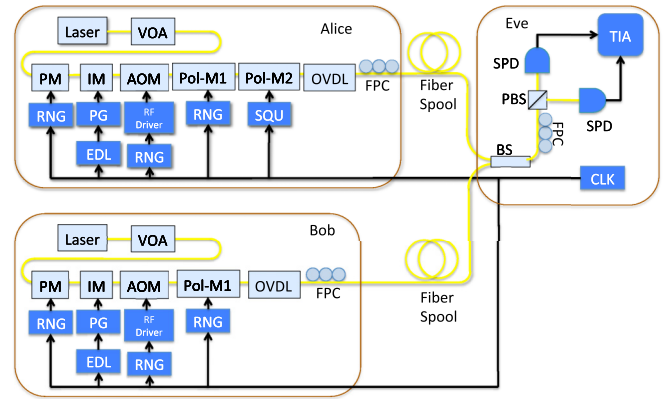 Alice
Laser
VOA
PM
IM
AOM
Pol-M1
Pol-M2
OVDL
FPC
Fiber
Spool
RNG
PG
RF
Driver
RNG
SQU
EDL
RNG
Eve
TIA
SPD
PBS
SPD
FPC
BS
CLK
Bob
Laser
VOA
PM
IM
AOM
Pol-M1
OVDL
FPC
Fiber
Spool
RNG
PG
RF
Driver
RNG
EDL
RNG